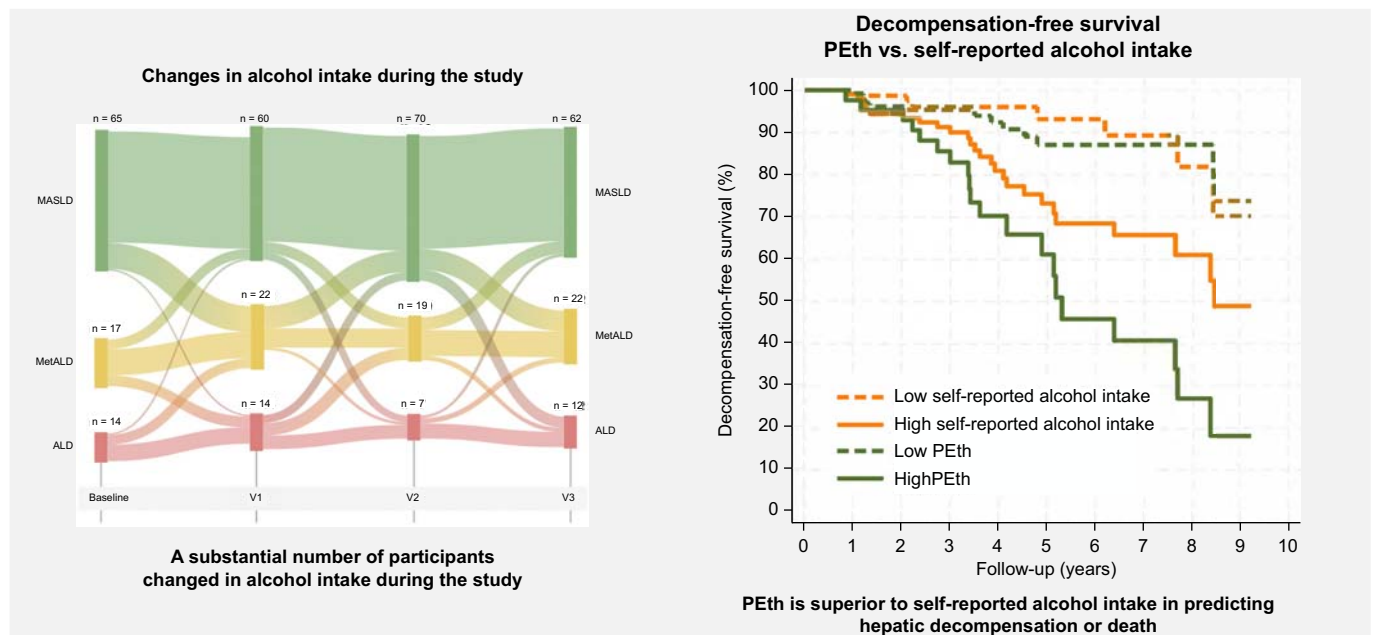 Changes in alcohol intake during the study
n = 65
n = 60
n = 70
n = 62
MASLD
MASLD
n = 17
n = 22
n = 19
n = 22
MetALD
MetALD
n = 14
n = 14
n = 7
n = 12
ALD
ALD
Baseline
V1
V2
V3
A substantial number of participants
changed in alcohol intake during the study
Decompensation-free survival
PEth vs. self-reported alcohol intake
Decompensation-free survival (%)
100
90
80
70
60
50
40
30
20
10
0
Low self-reported alcohol intake
High self-reported alcohol intake
Low PEth
HighPEth
0 1 2 3 4 5 6 7 8 9 10
Follow-up (years)
PEth is superior to self-reported alcohol intake in predicting
hepatic decompensation or death